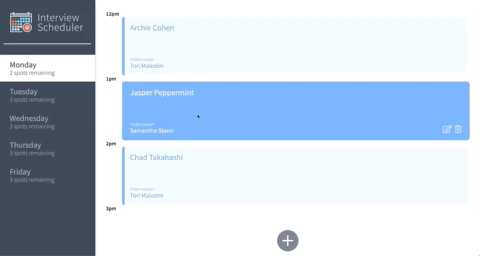 Interview
Scheduler
Monday
2 spots remaining
Tuesday
3 spots remaining
Wednesday
3 spots remaining
Thursday
3 spots remaining
Friday
3 spots remaining
12pm
Archie Cohen
Interviewer
Tori Malcolm
1pm
Jasper Peppermint
Interviewer
Samantha Stanic
2pm
Chad Takahashi
Interviewer
Tori Malcolm
3pm